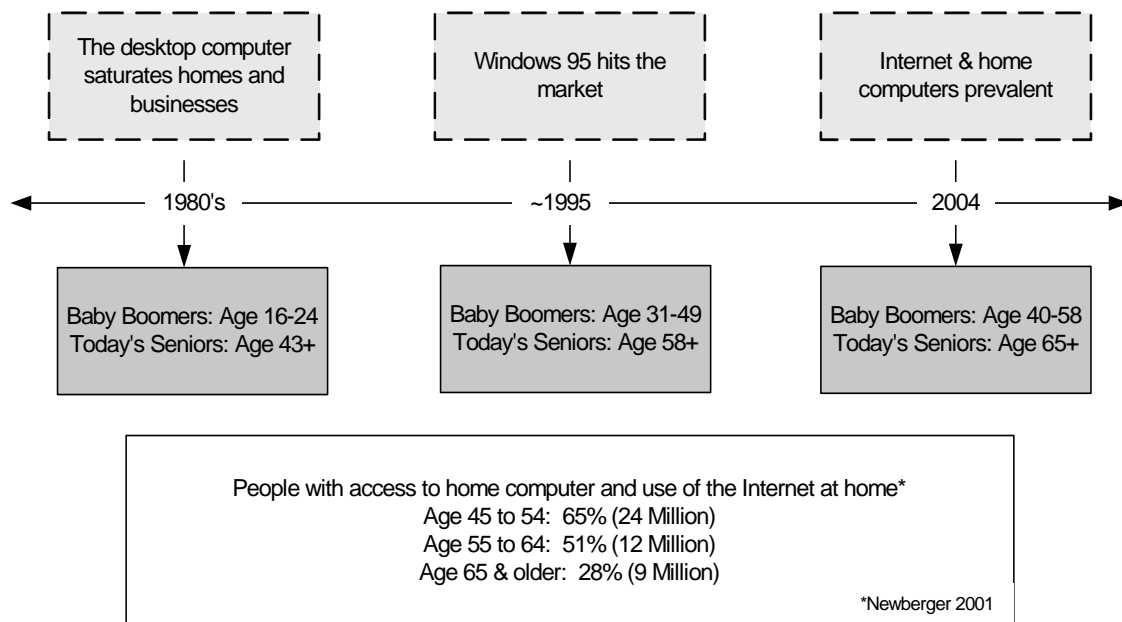 The desktop computer
saturates homes and
businesses
Windows 95 hits the
market
Internet & home
computers prevalent
1980's
~1995
2004
Baby Boomers: Age 16-24
Today's Seniors: Age 43+
Baby Boomers: Age 31-49
Today's Seniors: Age 58+
Baby Boomers: Age 40-58
Today's Seniors: Age 65+
People with access to home computer and use of the Internet at home*
Age 45 to 54: 65% (24 Million)
Age 55 to 64: 51% (12 Million)
Age 65 & older: 28% (9 Million)
*Newberger 2001